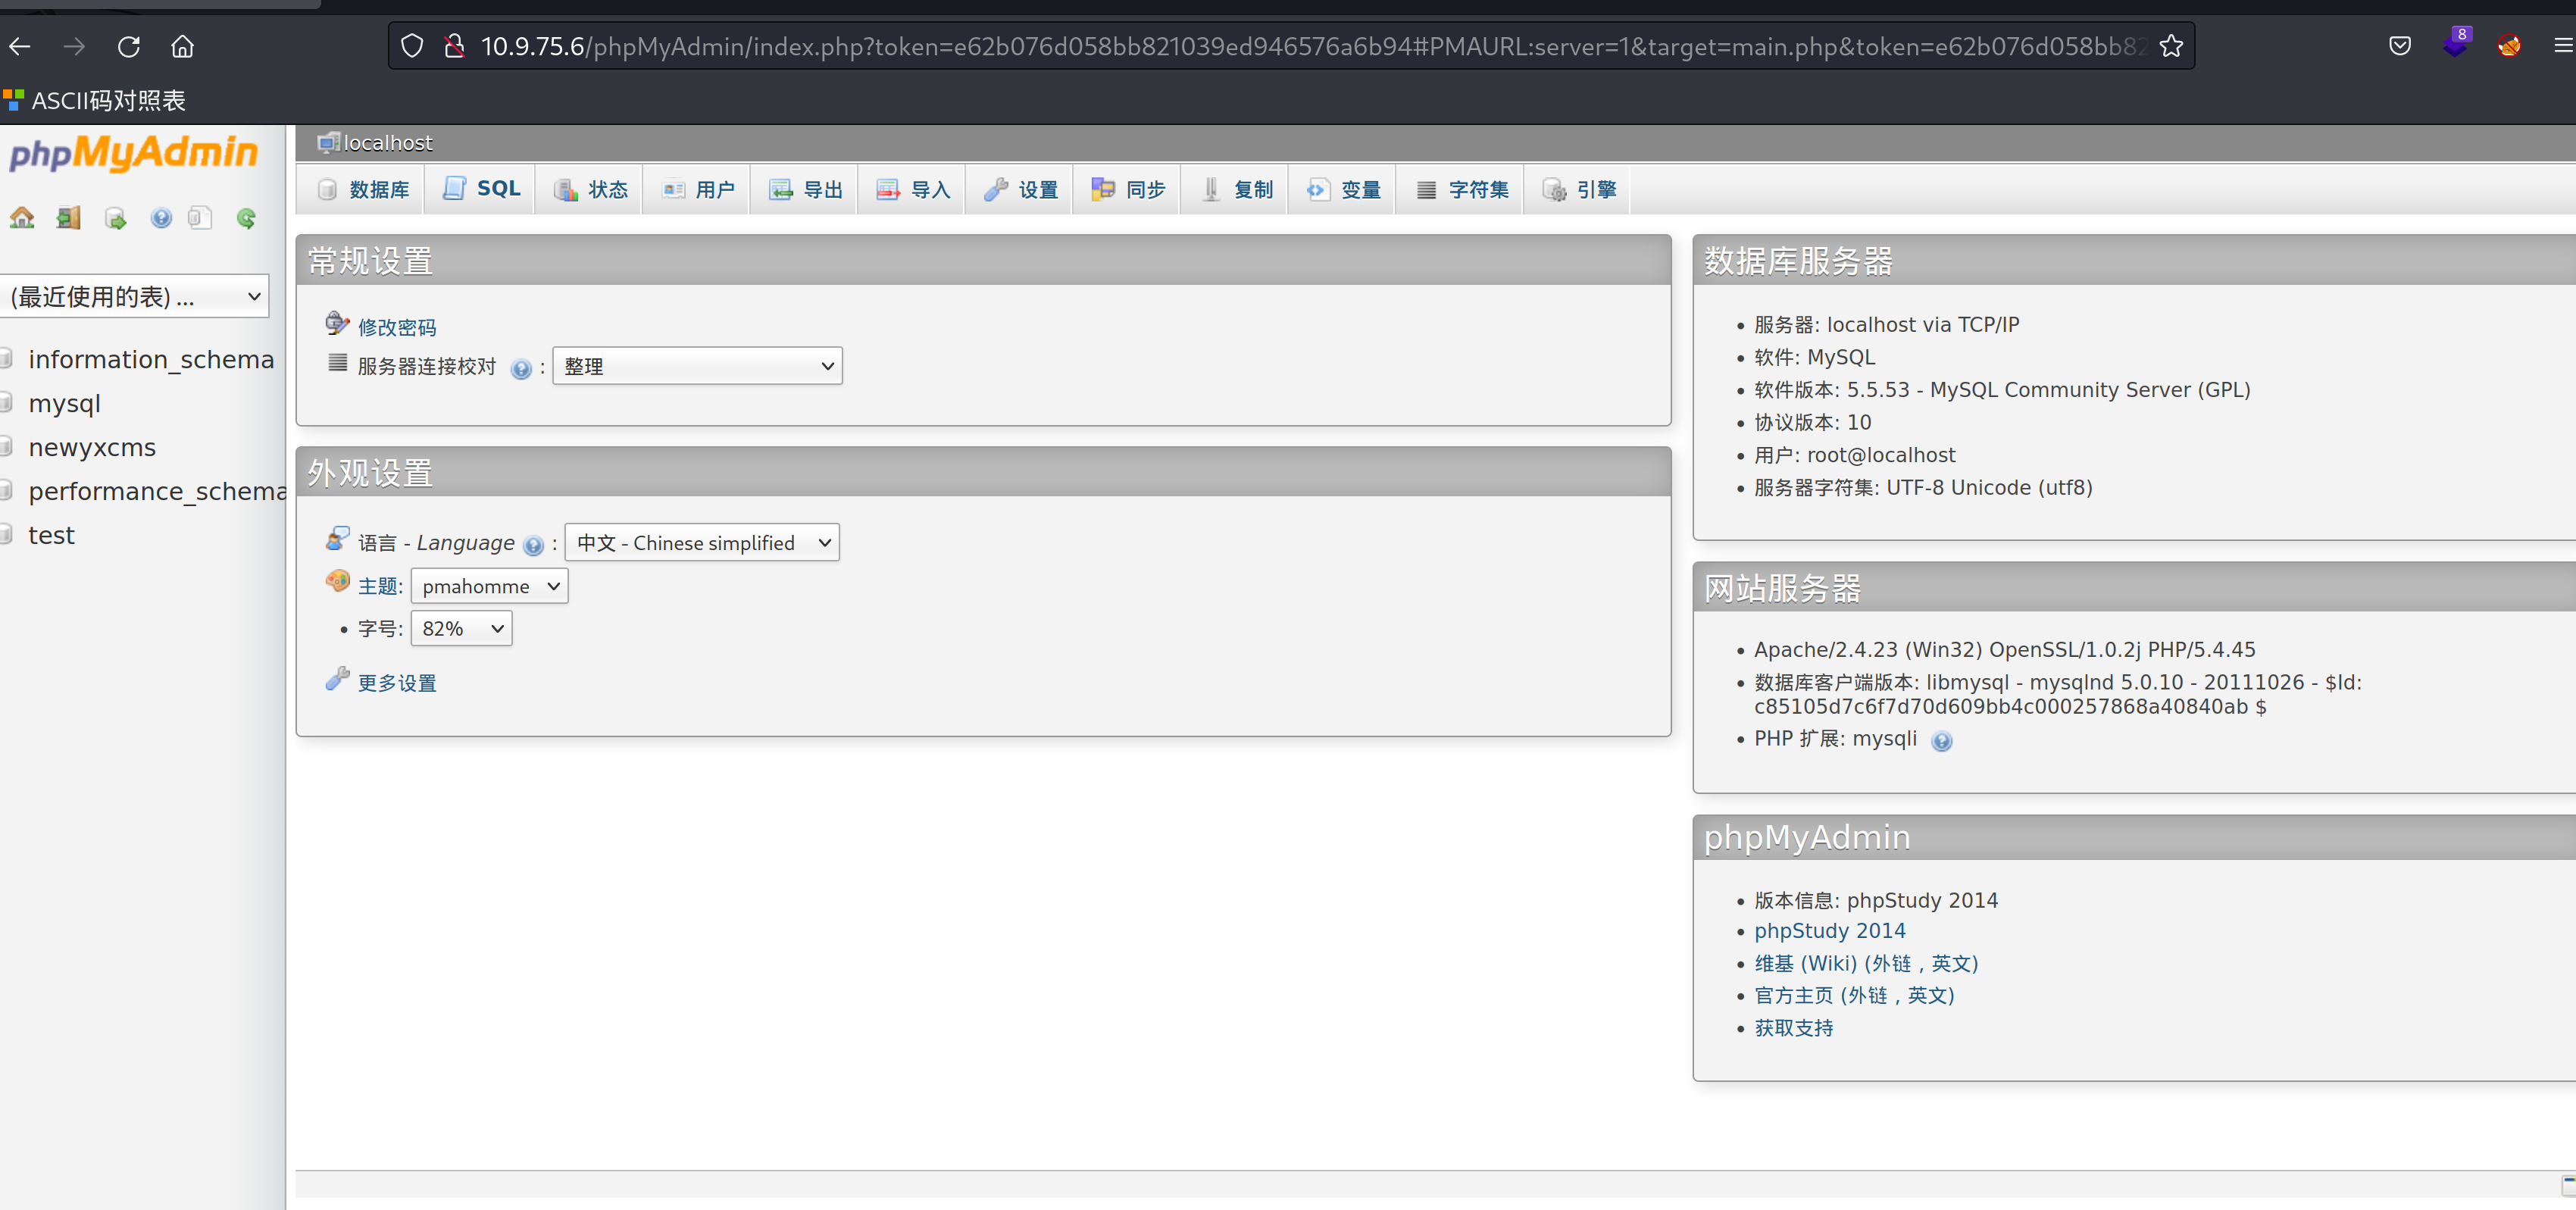 10.9.75.6/phpMyAdmin/index.php?token=e62b076d058bb821039ed946576a6b94#PMAURL:server=1&target=main.php&token=e62b076d058bb82
8
ASCII码对照表
phpMyAdmin
(最近使用的表) ...
information_schema
mysql
newyxcms
performance_schema
test
localhost
数据库 SQL 状态 用户 导出 导入 设置 同步 复制 变量 字符集 引擎
常规设置
修改密码
服务器连接校对 : 整理
外观设置
语言 - Language : 中文 - Chinese simplified
主题: pmahomme
字号: 82%
更多设置
数据库服务器
服务器: localhost via TCP/IP
软件: MySQL
软件版本: 5.5.53 - MySQL Community Server (GPL)
协议版本: 10
用户: root@localhost
服务器字符集: UTF-8 Unicode (utf8)
网站服务器
Apache/2.4.23 (Win32) OpenSSL/1.0.2j PHP/5.4.45
数据库客户端版本: libmysql - mysqlnd 5.0.10 - 20111026 - $Id:
c85105d7c6f7d70d609bb4c000257868a40840ab $
PHP 扩展: mysqli
phpMyAdmin
版本信息: phpStudy 2014
phpStudy 2014
维基 (Wiki) (外链，英文)
官方主页 (外链，英文)
获取支持